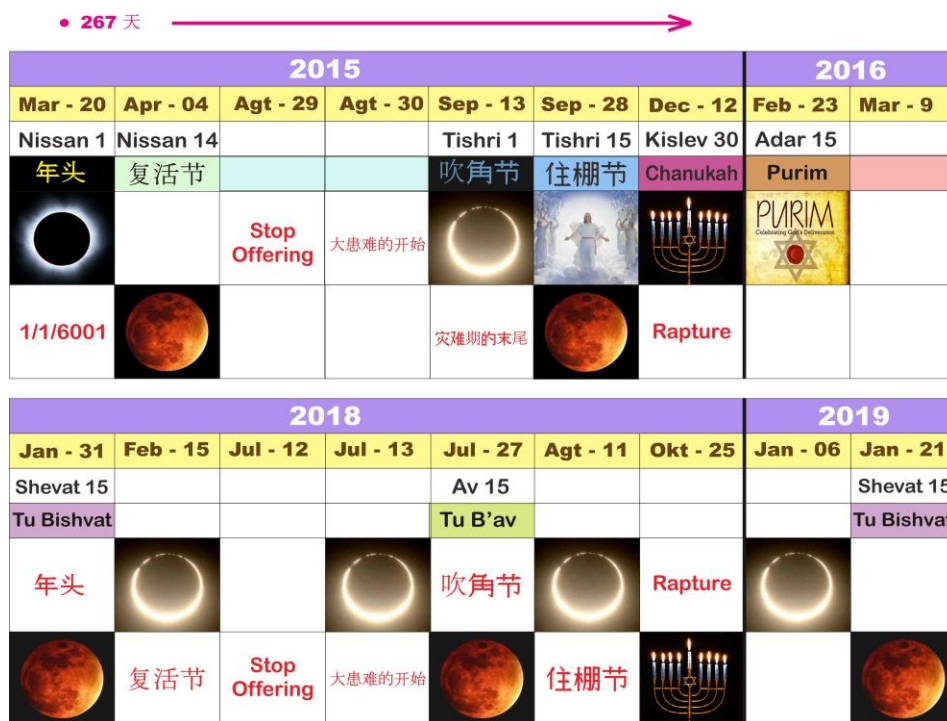 • 267 天
2015 2016
Mar - 20 Apr - 04 Agt - 29 Agt - 30 Sep - 13 Sep - 28 Dec - 12 Feb - 23 Mar - 9
Nissan 1 Nissan 14 Tishri 1 Tishri 15 Kislev 30 Adar 15
年头 复活节 吹角节 住棚节 Chanukah Purim
PURIM
Celebrating God's Deliverance
Stop
Offering
大患难的开始
1/1/6001 灾难期的末尾 Rapture
2018 2019
Jan - 31 Feb - 15 Jul - 12 Jul - 13 Jul - 27 Agt - 11 Okt - 25 Jan - 06 Jan - 21
Shevat 15 Av 15 Shevat 15
Tu Bishvat Tu B'av Tu Bishvat
年头 吹角节 Rapture
复活节
Stop
Offering
大患难的开始 住棚节